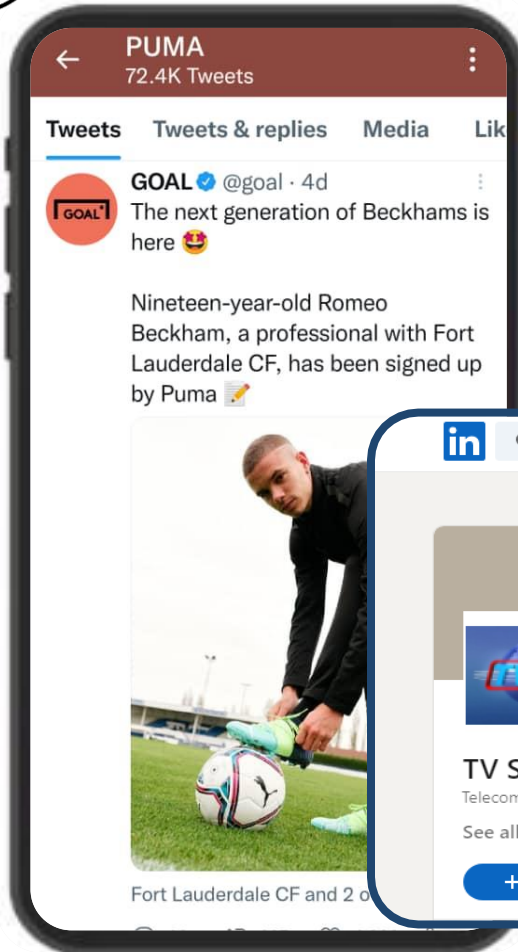 PUMA
72.4K Tweets
Tweets Tweets & replies Media Lik
GOAL @goal · 4d
GOAL
The next generation of Beckhams is
here 🤩
Nineteen-year-old Romeo
Beckham, a professional with Fort
Lauderdale CF, has been signed up
by Puma 📝
Fort Lauderdale CF and 2 o
in
TV S
Telecom
See all
+